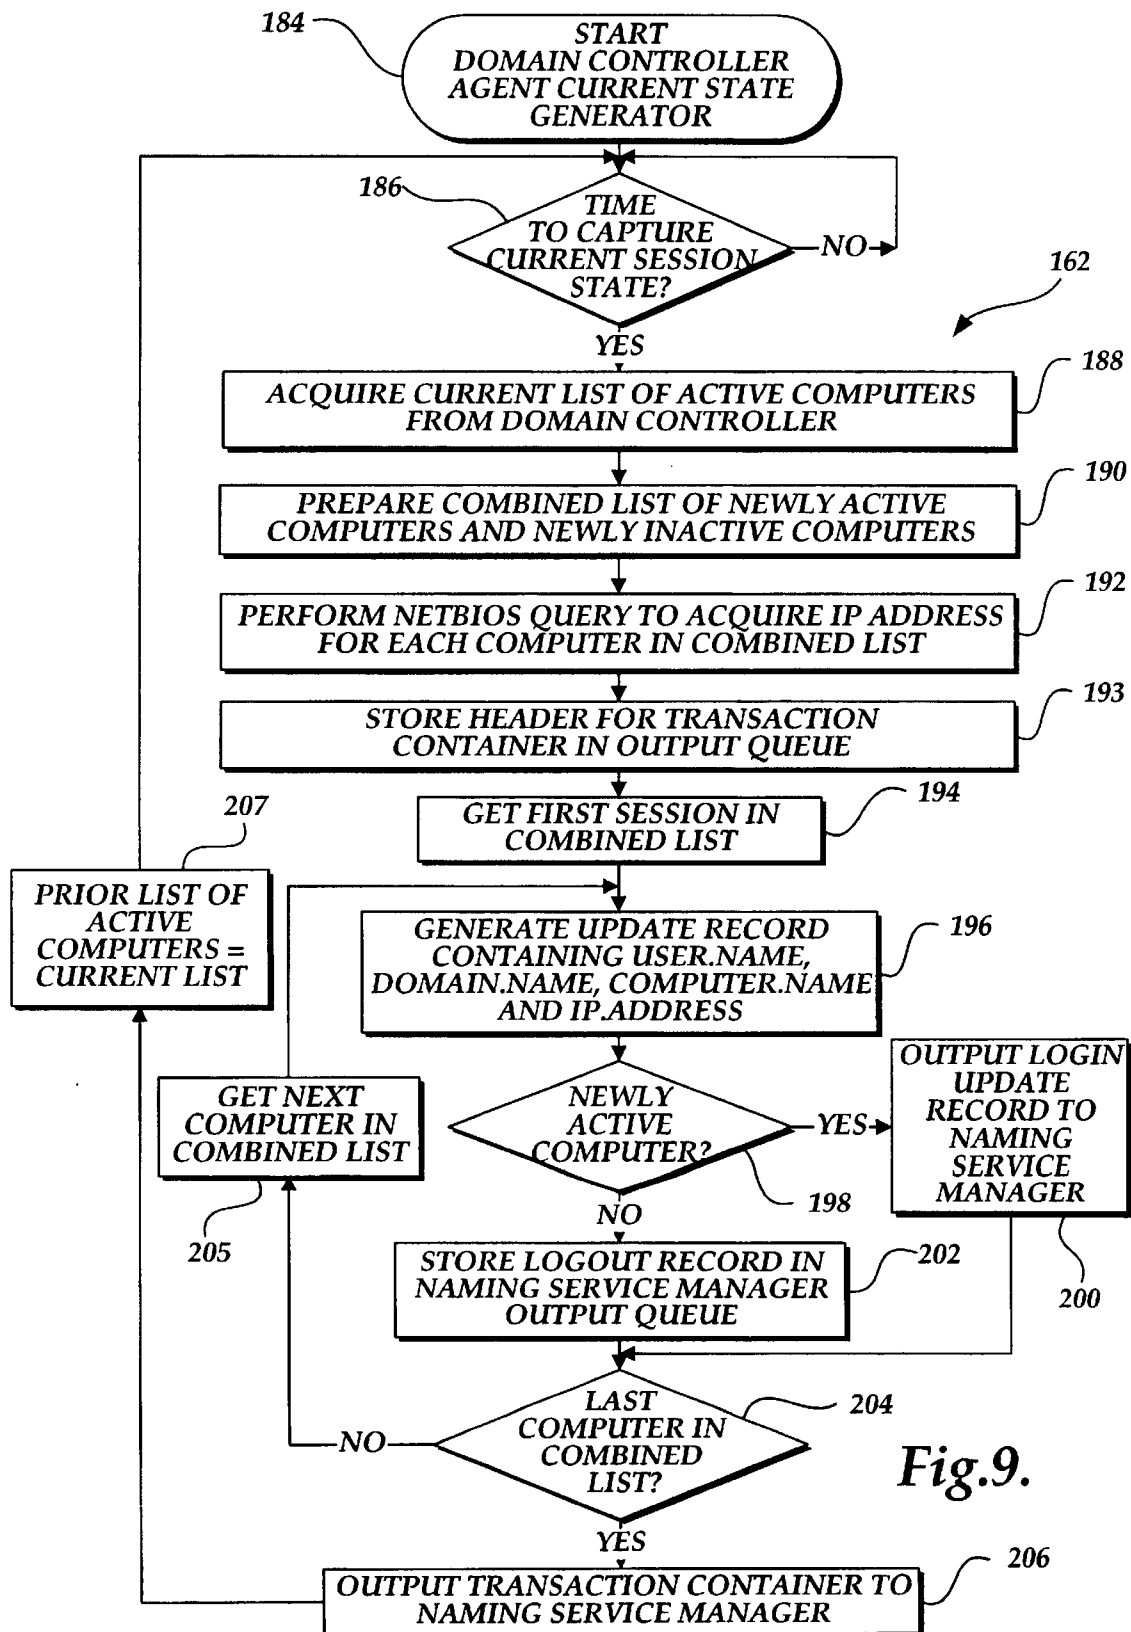 184
START
DOMAIN CONTROLLER
AGENT CURRENT STATE
GENERATOR
186
TIME
TO CAPTURE
CURRENT SESSION
STATE?
NO
162
YES
188
ACQUIRE CURRENT LIST OF ACTIVE COMPUTERS
FROM DOMAIN CONTROLLER
190
PREPARE COMBINED LIST OF NEWLY ACTIVE
COMPUTERS AND NEWLY INACTIVE COMPUTERS
192
PERFORM NETBIOS QUERY TO ACQUIRE IP ADDRESS
FOR EACH COMPUTER IN COMBINED LIST
193
STORE HEADER FOR TRANSACTION
CONTAINER IN OUTPUT QUEUE
194
GET FIRST SESSION IN
COMBINED LIST
207
PRIOR LIST OF
ACTIVE
COMPUTERS =
CURRENT LIST
196
GENERATE UPDATE RECORD
CONTAINING USER.NAME,
DOMAIN.NAME, COMPUTER.NAME
AND IP.ADDRESS
OUTPUT LOGIN
UPDATE
RECORD TO
NAMING
SERVICE
MANAGER
GET NEXT
COMPUTER IN
COMBINED LIST
NEWLY
ACTIVE
COMPUTER?
YES
198
NO
205
202
200
STORE LOGOUT RECORD IN
NAMING SERVICE MANAGER
OUTPUT QUEUE
LAST
COMPUTER IN
COMBINED
LIST?
204
NO
Fig.9.
YES
206
OUTPUT TRANSACTION CONTAINER TO
NAMING SERVICE MANAGER